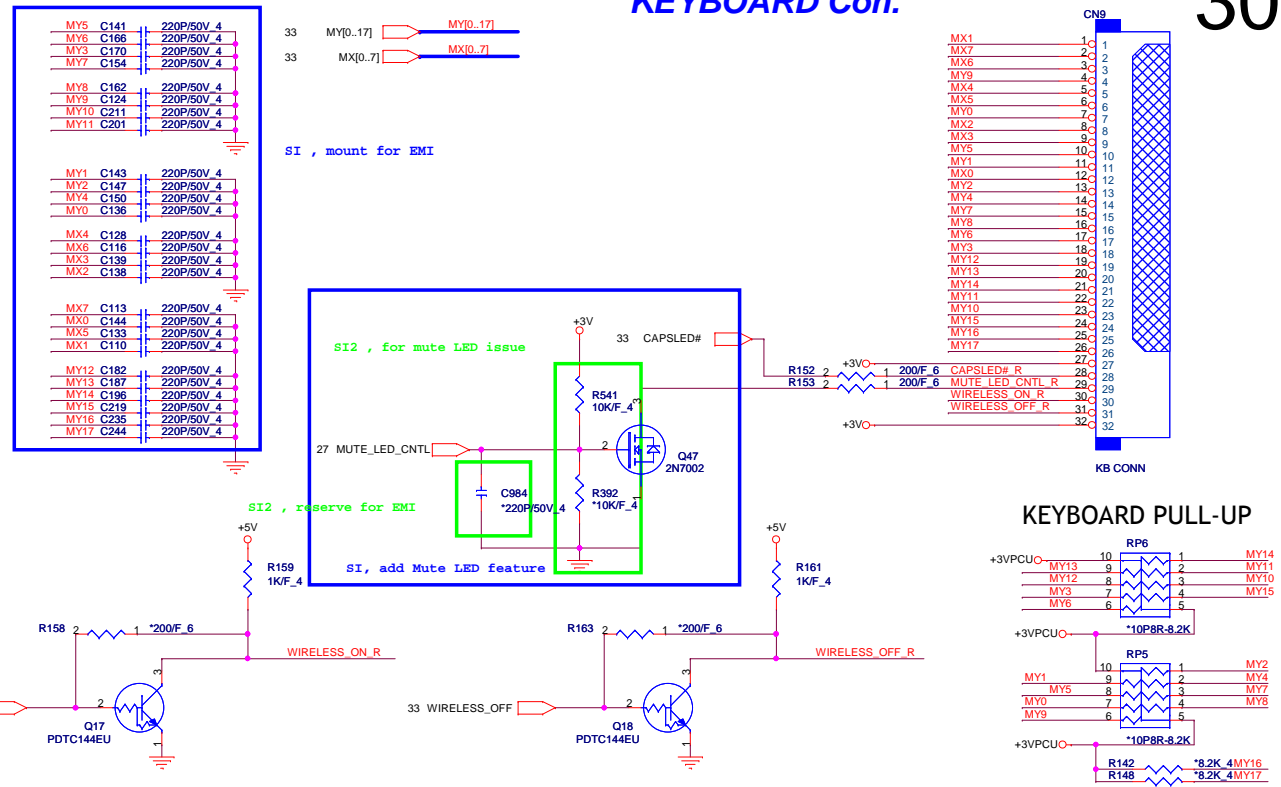 KEYBOARD Con.
30
MY5 C141 220P/50V_4
MY6 C166 220P/50V_4
MY3 C170 220P/50V_4
MY7 C154 220P/50V_4
MY8 C162 220P/50V_4
MY9 C124 220P/50V_4
MY10 C211 220P/50V_4
MY11 C201 220P/50V_4
MY1 C143 220P/50V_4
MY2 C147 220P/50V_4
MY4 C150 220P/50V_4
MY0 C136 220P/50V_4
MX4 C128 220P/50V_4
MX6 C116 220P/50V_4
MX3 C139 220P/50V_4
MX2 C138 220P/50V_4
MX7 C113 220P/50V_4
MX0 C144 220P/50V_4
MX5 C133 220P/50V_4
MX1 C110 220P/50V_4
MY12 C182 220P/50V_4
MY13 C187 220P/50V_4
MY14 C196 220P/50V_4
MY15 C219 220P/50V_4
MY16 C235 220P/50V_4
MY17 C244 220P/50V_4
33 MY[0..17] MY[0..17]
33 MX[0..7] MX[0..7]
SI , mount for EMI
CN9
MX1 1 1
MX7 2 2
MX6 3 3
MY9 4 4
MX4 5 5
MX5 6 6
MY0 7 7
MX2 8 8
MX3 9 9
MY5 10 10
MY1 11 11
MX0 12 12
MY2 13 13
MY4 14 14
MY7 15 15
MY8 16 16
MY6 17 17
MY3 18 18
MY12 19 19
MY13 20 20
MY14 21 21
MY11 22 22
MY10 23 23
MY15 24 24
MY16 25 25
MY17 26 26
+3V 27 27
R152 2 1 200/F_6 CAPSLED#_R 28 28
R153 2 1 200/F_6 MUTE_LED_CNTL_R 29 29
WIRELESS_ON_R 30 30
WIRELESS_OFF_R 31 31
+3V 32 32
KB CONN
+3V
33 CAPSLED#
SI2 , for mute LED issue
R541
10K/F_4
3
27 MUTE_LED_CNTL
2
Q47
2N7002
1
C984
*220P/50V_4
R392
*10K/F_4
SI2 , reserve for EMI
SI, add Mute LED feature
+5V
R159
1K/F_4
R158 2 1 *200/F_6
WIRELESS_ON_R
3
2
1
Q17
PDTC144EU
+5V
R161
1K/F_4
R163 2 1 *200/F_6
WIRELESS_OFF_R
3
33 WIRELESS_OFF
2
1
Q18
PDTC144EU
KEYBOARD PULL-UP
RP6
+3VPCU 10 1 MY14
MY13 9 2 MY11
MY12 8 3 MY10
MY3 7 4 MY15
MY6 6 5
+3VPCU *10P8R-8.2K
RP5
10 1 MY2
MY1 9 2 MY4
MY5 8 3 MY7
MY0 7 4 MY8
MY9 6 5
+3VPCU *10P8R-8.2K
R142 *8.2K_4 MY16
R148 *8.2K_4 MY17